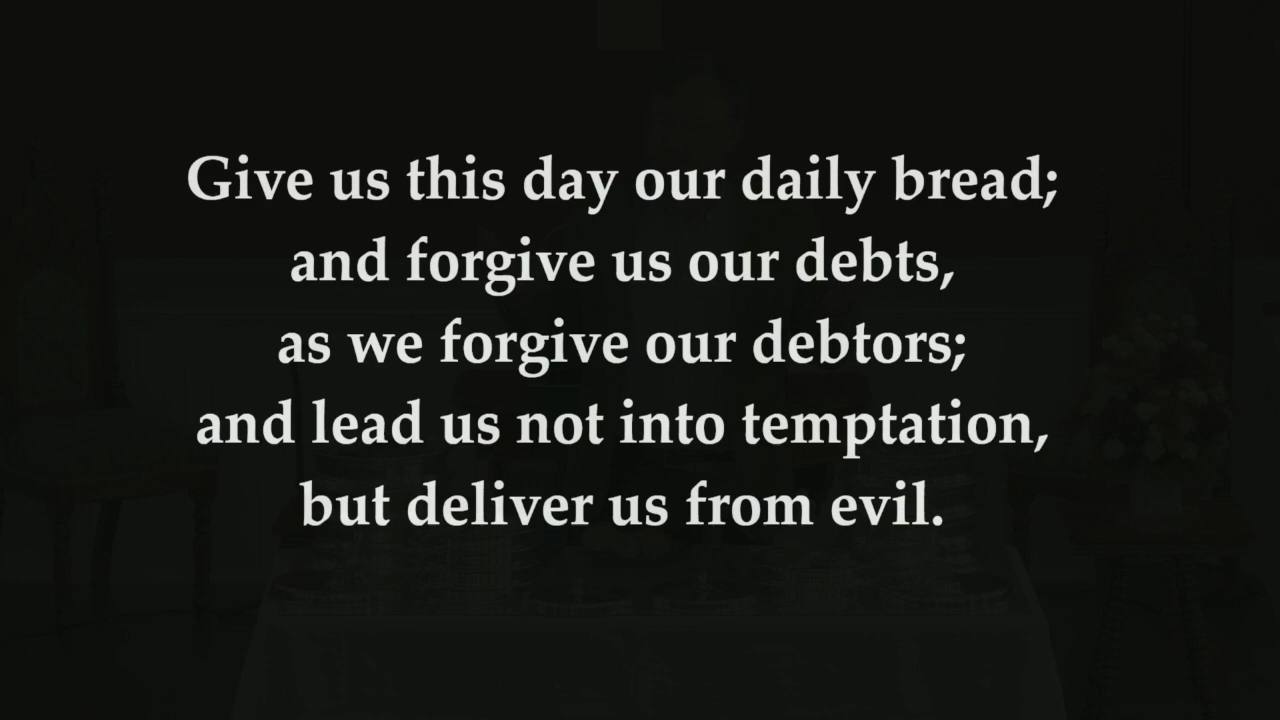 Give us this day our daily bread;
and forgive us our debts,
as we forgive our debtors;
and lead us not into temptation,
but deliver us from evil.